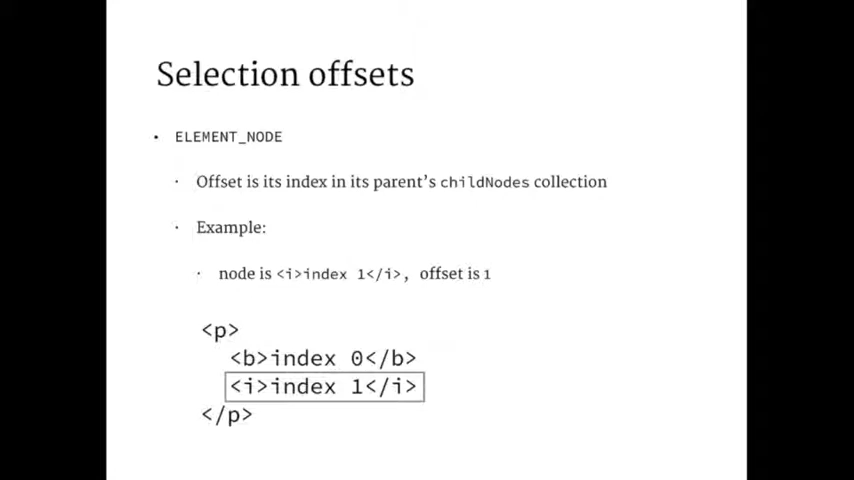 Selection offsets
• ELEMENT_NODE
• Offset is its index in its parent’s childNodes collection
• Example:
• node is <i>index 1</i>, offset is 1
<p>
<b>index 0</b>
<i>index 1</i>
</p>